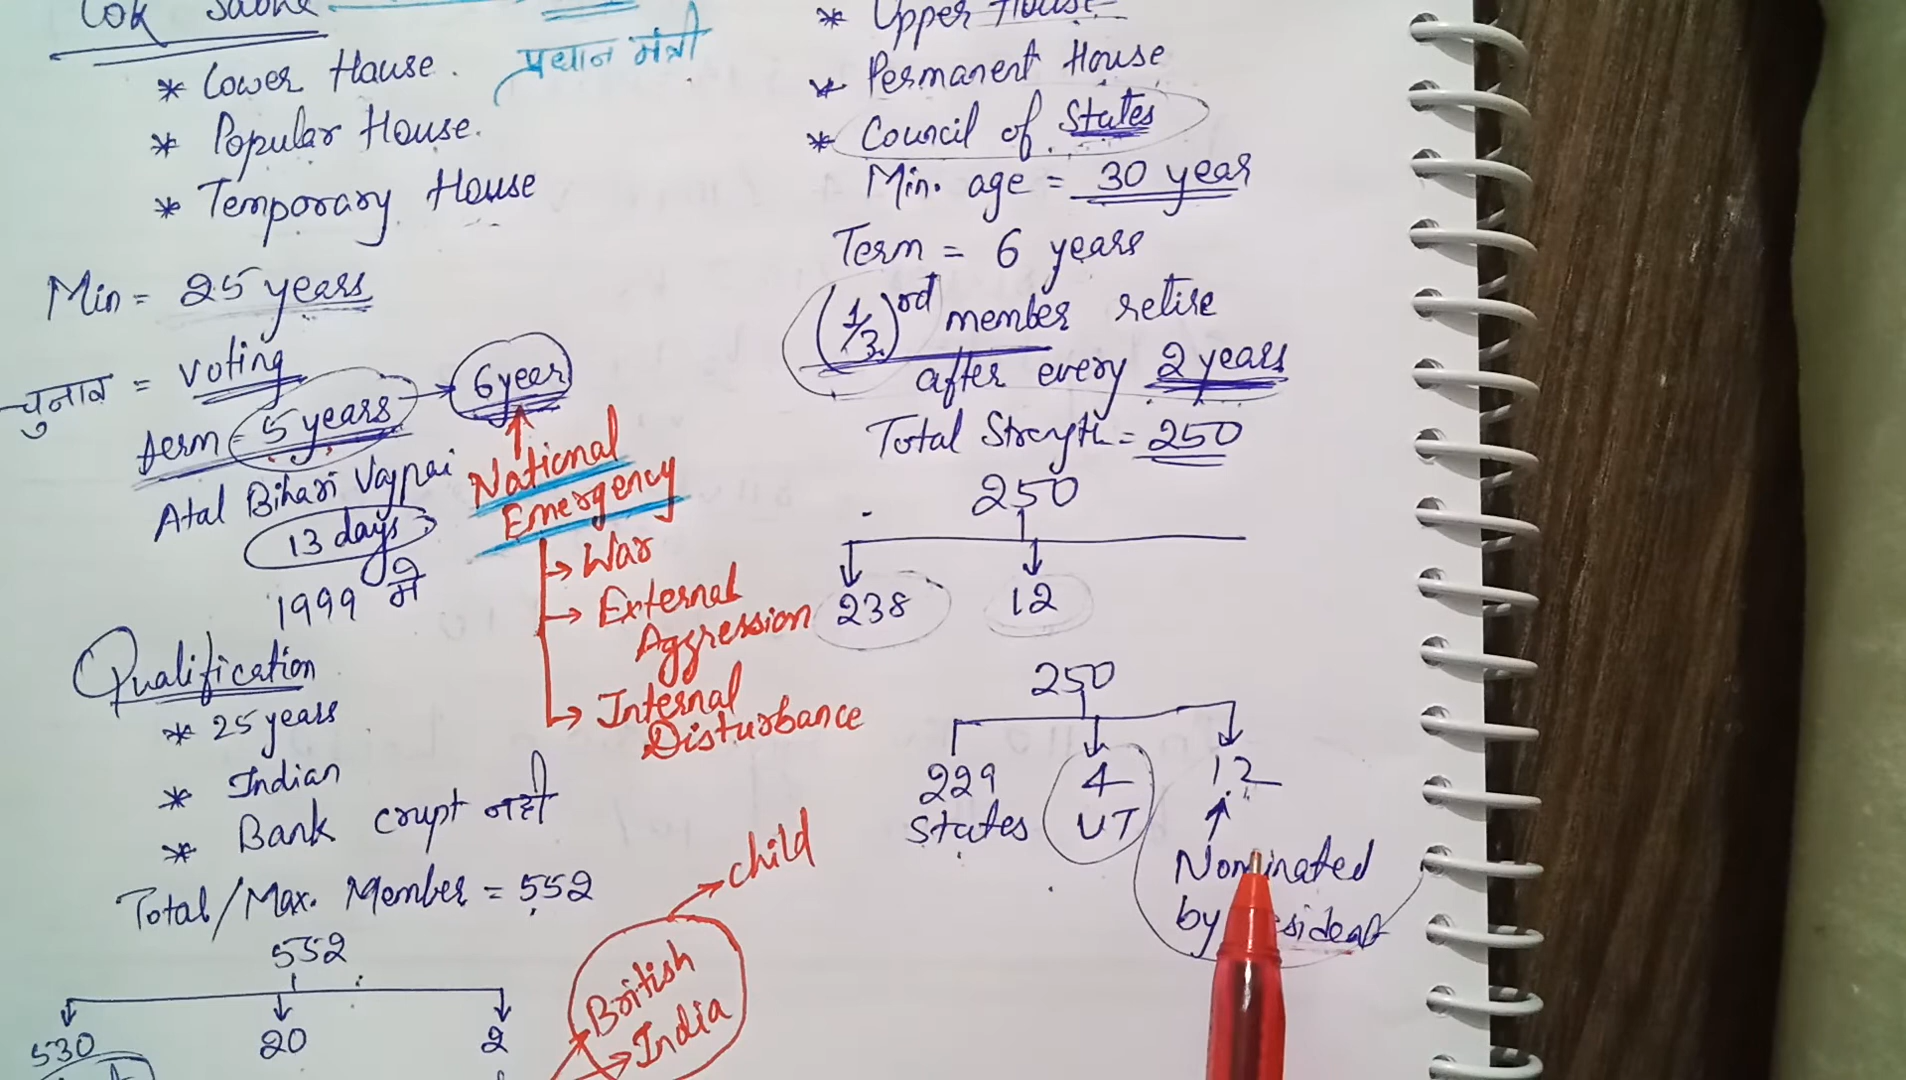 Lok Sabha
* Lower House.
प्रधान मंत्री
* Popular House.
* Temporary House
Min = 25 years
चुनाव = voting
term = 5 years → 6 year
Atal Bihari Vajpai
13 days
1999 मे
National
Emergency
→ War
→ External
Aggression
→ Internal
Disturbance
Qualification
* 25 years
* Indian
* Bank crupt नही
Total/Max. Member = 552
552
530 20 2
child
British
India
* Upper House
* Permanent House
* Council of States
Min. age = 30 year
Term = 6 years
(1/3)rd member retire
after every 2 years
Total Strength = 250
250
238 12
250
229 4 12
States UT
Nominated
by